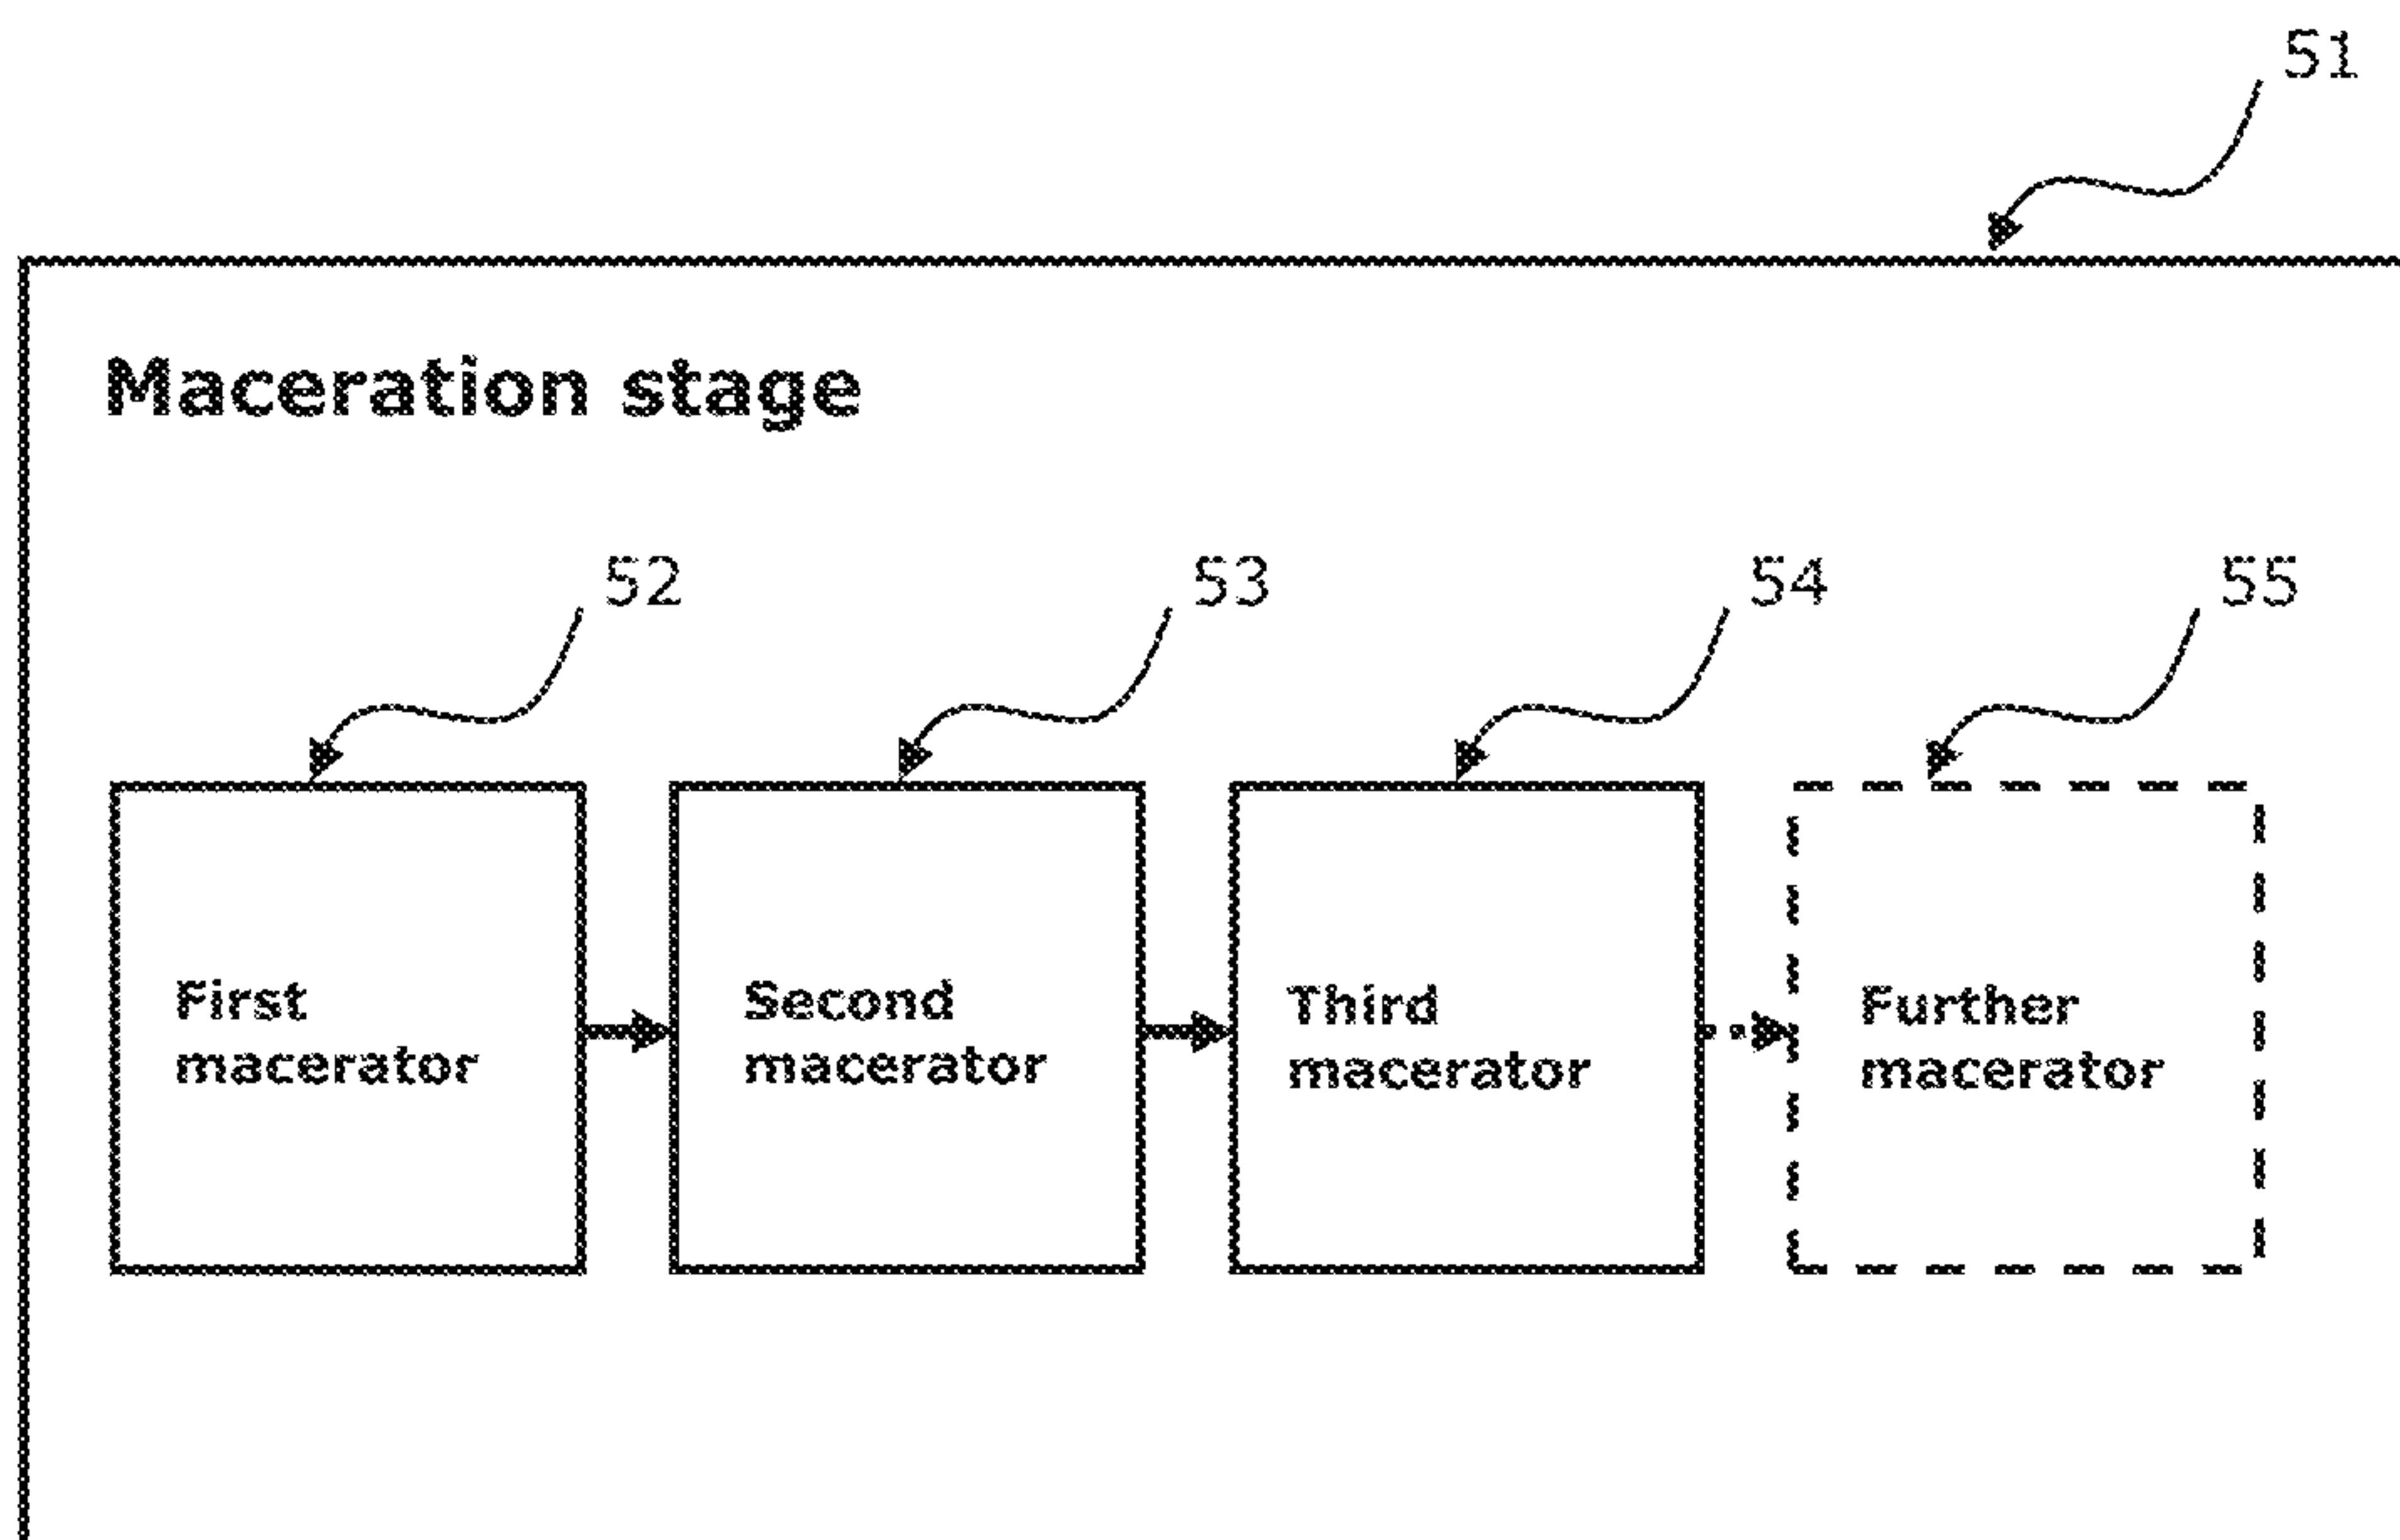 51
Maceration stage
52
53
54
55
First
macerator
Second
macerator
Third
macerator
Further
macerator